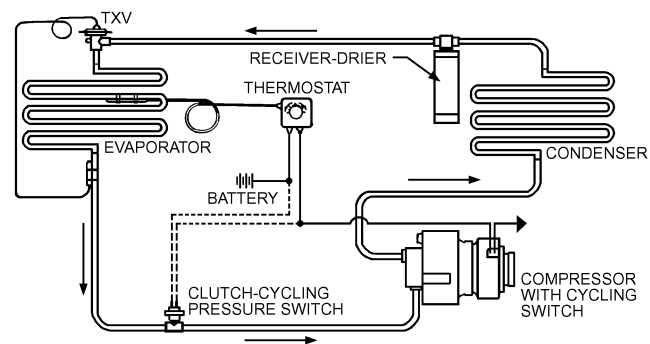 TXV
RECEIVER-DRIER
THERMOSTAT
EVAPORATOR
CONDENSER
BATTERY
CLUTCH-CYCLING
PRESSURE SWITCH
COMPRESSOR
WITH CYCLING
SWITCH